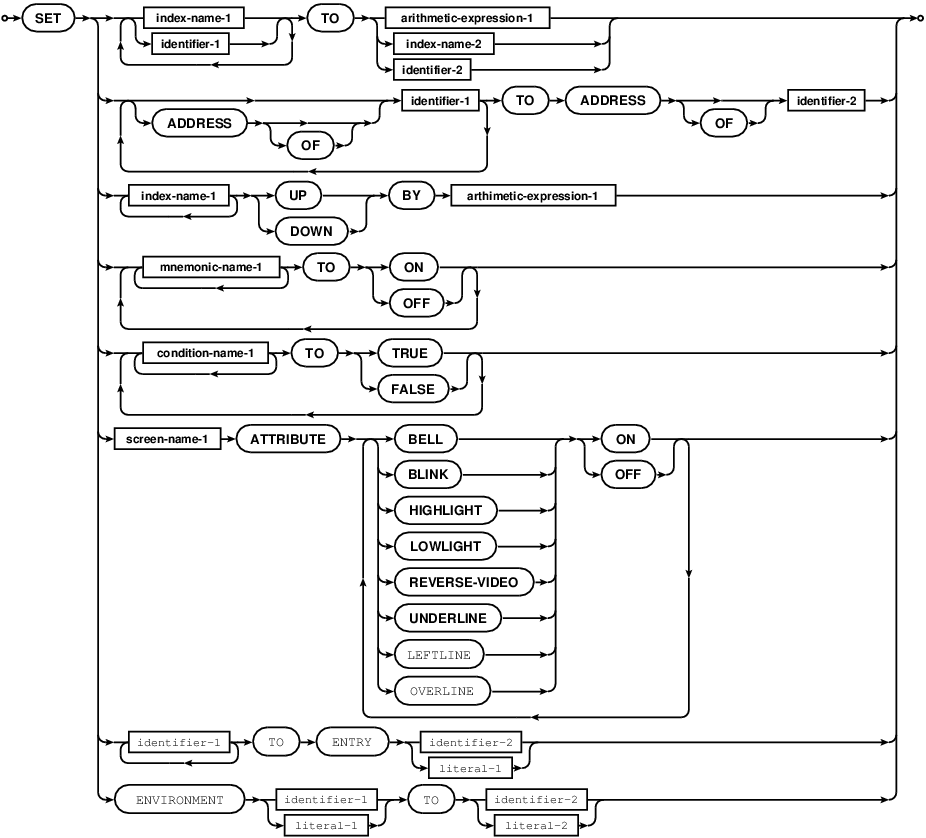 SET index-name-1 TO arithmetic-expression-1
identifier-1 index-name-2
identifier-2
identifier-1 TO ADDRESS identifier-2
ADDRESS OF
OF
index-name-1 UP BY arthimetic-expression-1
DOWN
mnemonic-name-1 TO ON
OFF
condition-name-1 TO TRUE
FALSE
screen-name-1 ATTRIBUTE BELL ON
BLINK OFF
HIGHLIGHT
LOWLIGHT
REVERSE-VIDEO
UNDERLINE
LEFTLINE
OVERLINE
identifier-1 TO ENTRY identifier-2
literal-1
ENVIRONMENT identifier-1 TO identifier-2
literal-1 literal-2